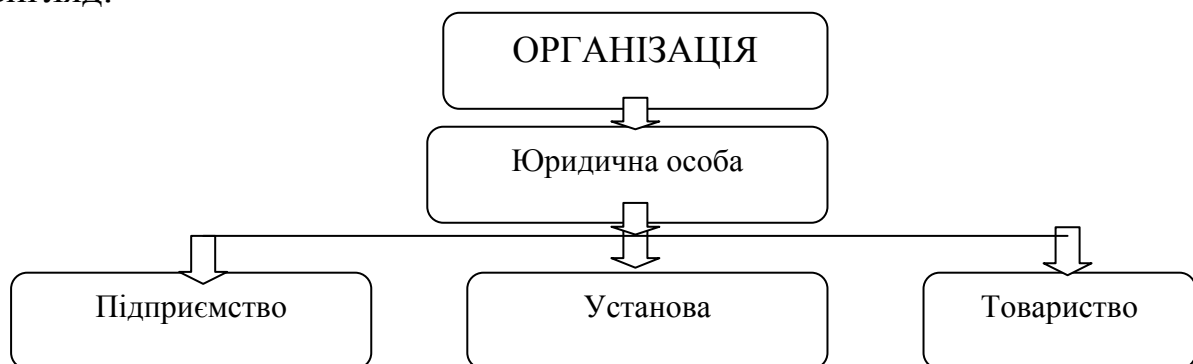 ОРГАНІЗАЦІЯ
Юридична особа
Підприємство Установа Товариство